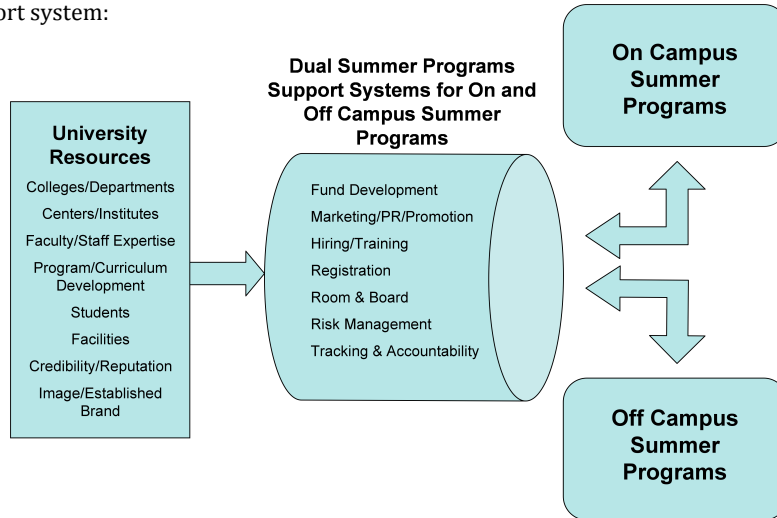 ort system:
University
Resources
Colleges/Departments
Centers/Institutes
Faculty/Staff Expertise
Program/Curriculum
Development
Students
Facilities
Credibility/Reputation
Image/Established
Brand
Dual Summer Programs
Support Systems for On and
Off Campus Summer
Programs
Fund Development
Marketing/PR/Promotion
Hiring/Training
Registration
Room & Board
Risk Management
Tracking & Accountability
On Campus
Summer
Programs
Off Campus
Summer
Programs